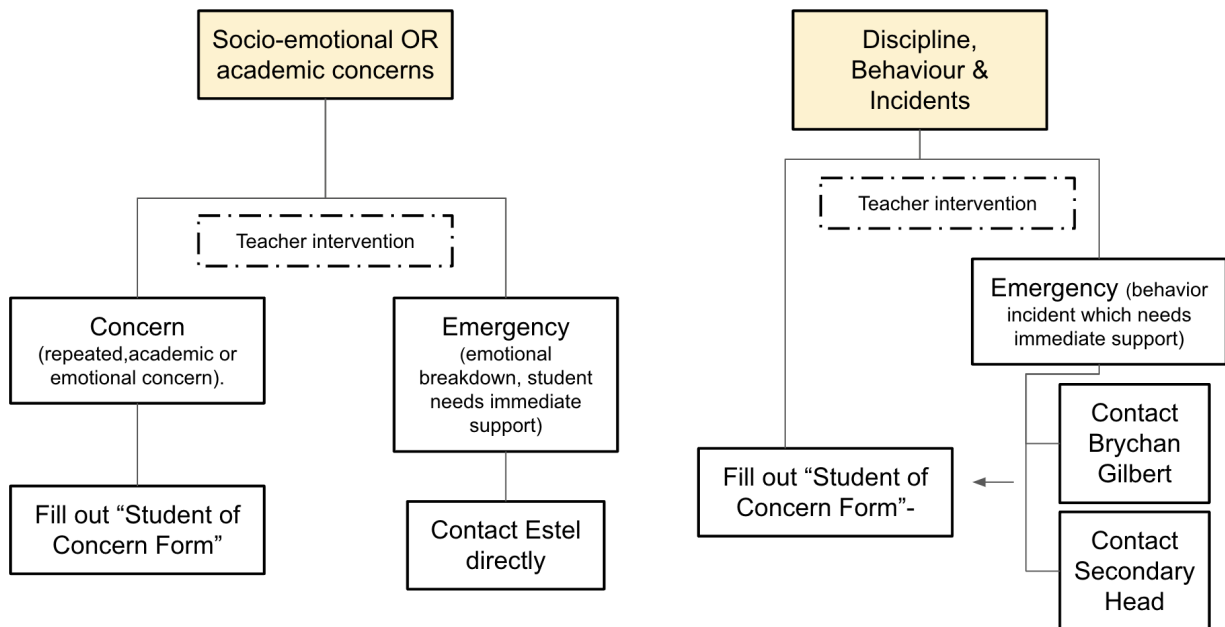 Socio-emotional OR
academic concerns
Teacher intervention
Concern
(repeated,academic or
emotional concern).
Emergency
(emotional
breakdown, student
needs immediate
support)
Fill out “Student of
Concern Form”
Contact Estel
directly
Discipline,
Behaviour &
Incidents
Teacher intervention
Emergency (behavior
incident which needs
immediate support)
Contact
Brychan
Gilbert
Fill out “Student of
Concern Form”-
Contact
Secondary
Head